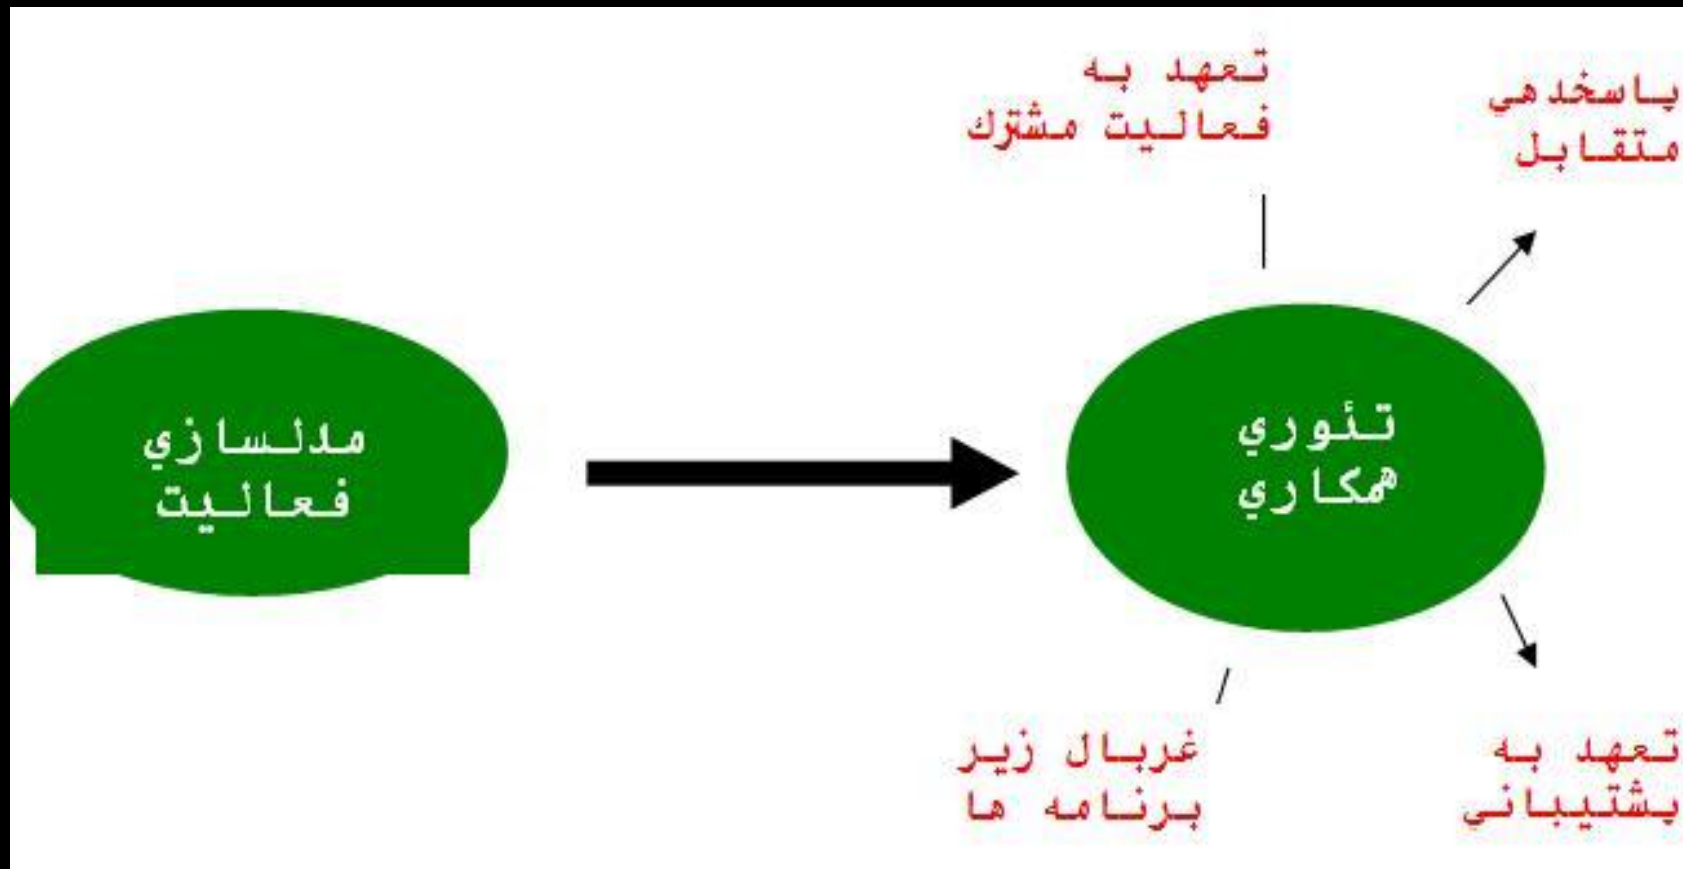 تعهد به
فعاليت مشترك
پاسخدهي
متقابل
تئوري
همكاري
مدلسازي
فعاليت
غربال زير
برنامه ها
تعهد به
پشتيباني